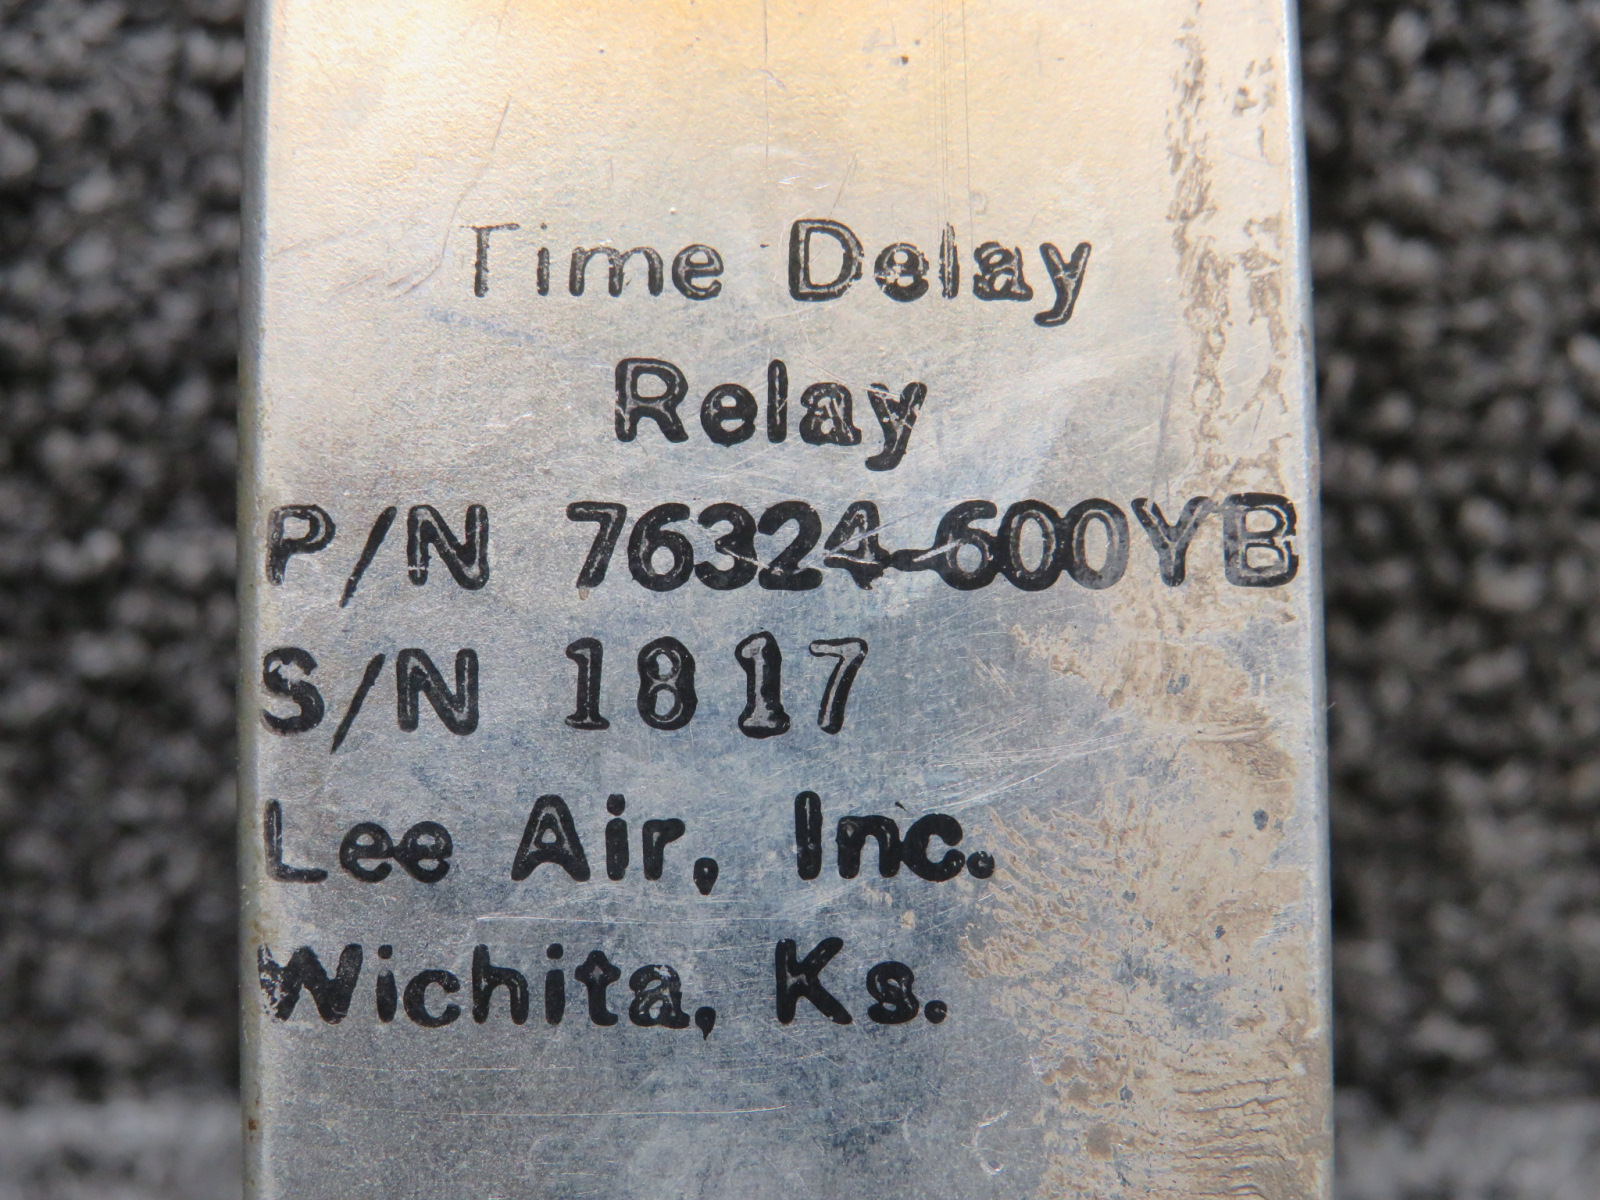 Time Delay
Relay
P/N 76324-600YB
S/N 1817
Lee Air, Inc.
Wichita, Ks.